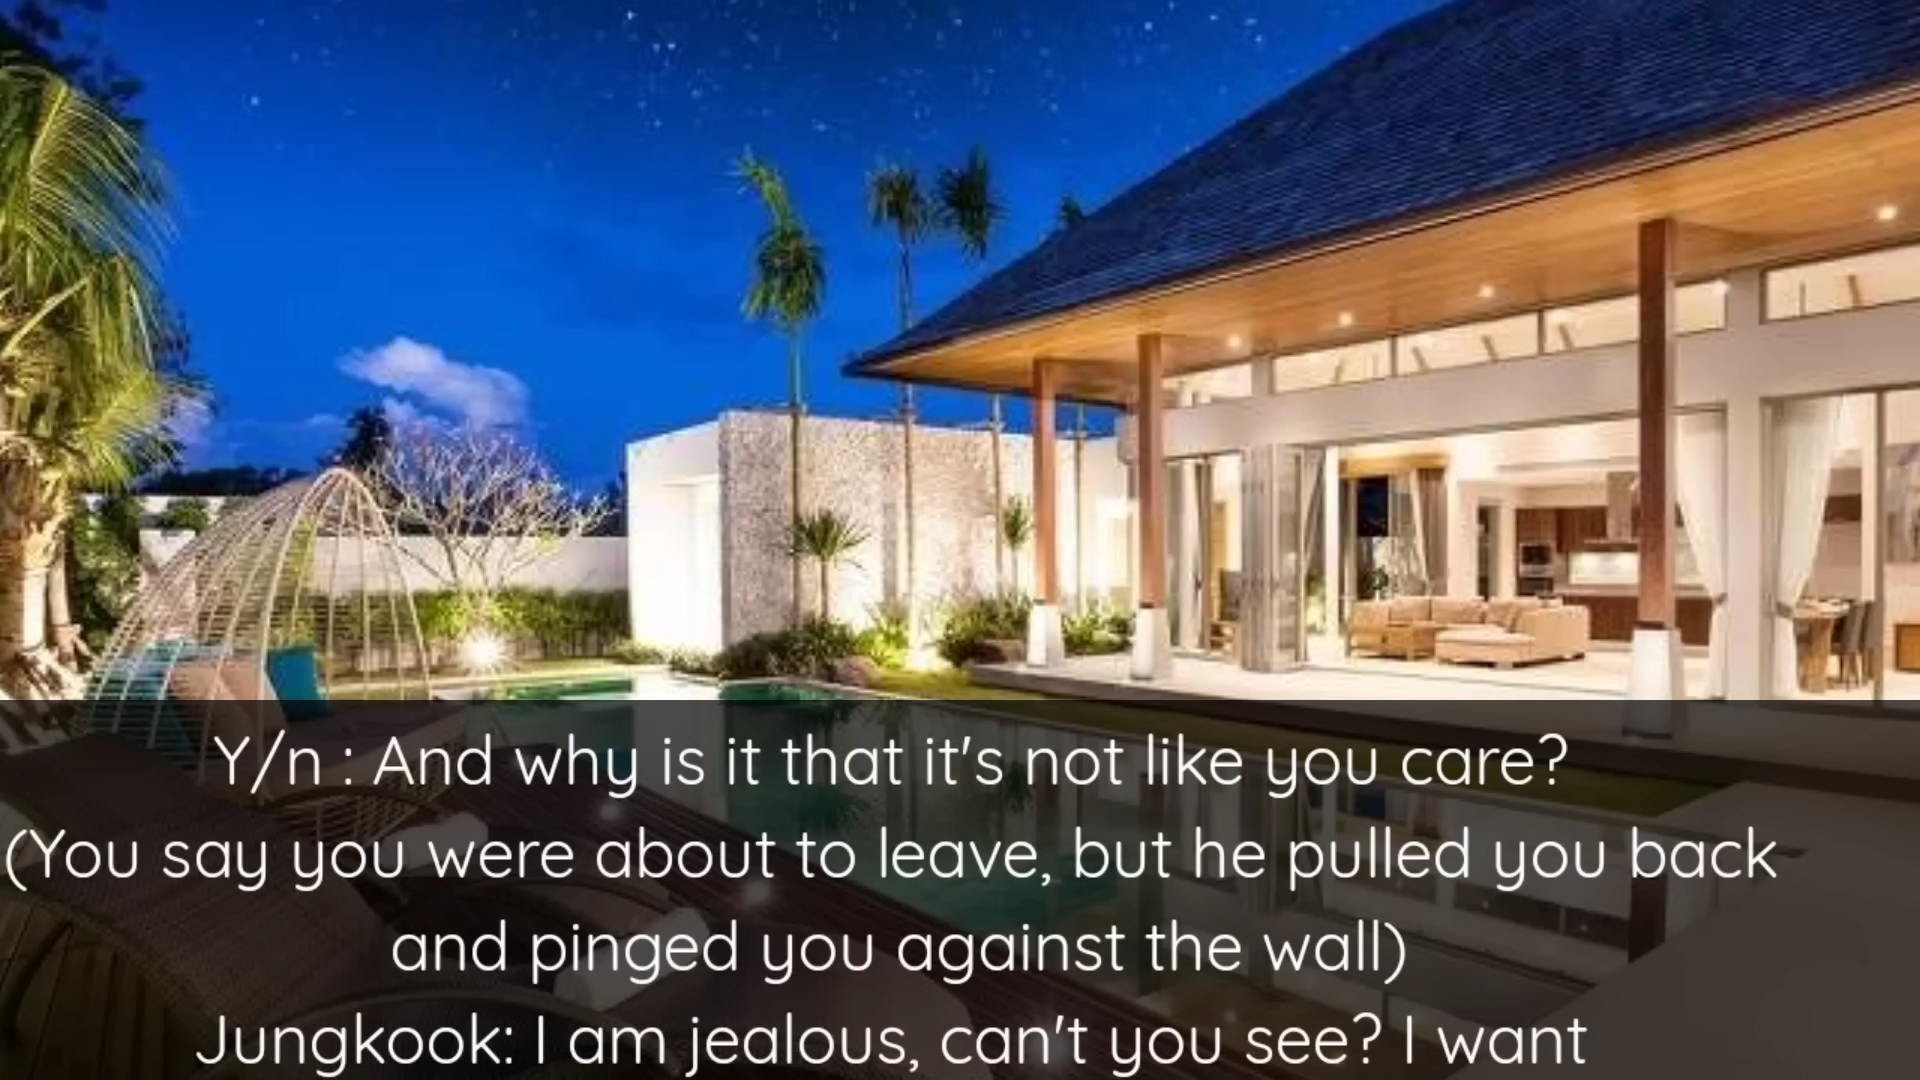 Y/n : And why is it that it's not like you care?
(You say you were about to leave, but he pulled you back
and pinged you against the wall)
Jungkook: I am jealous, can't you see? I want